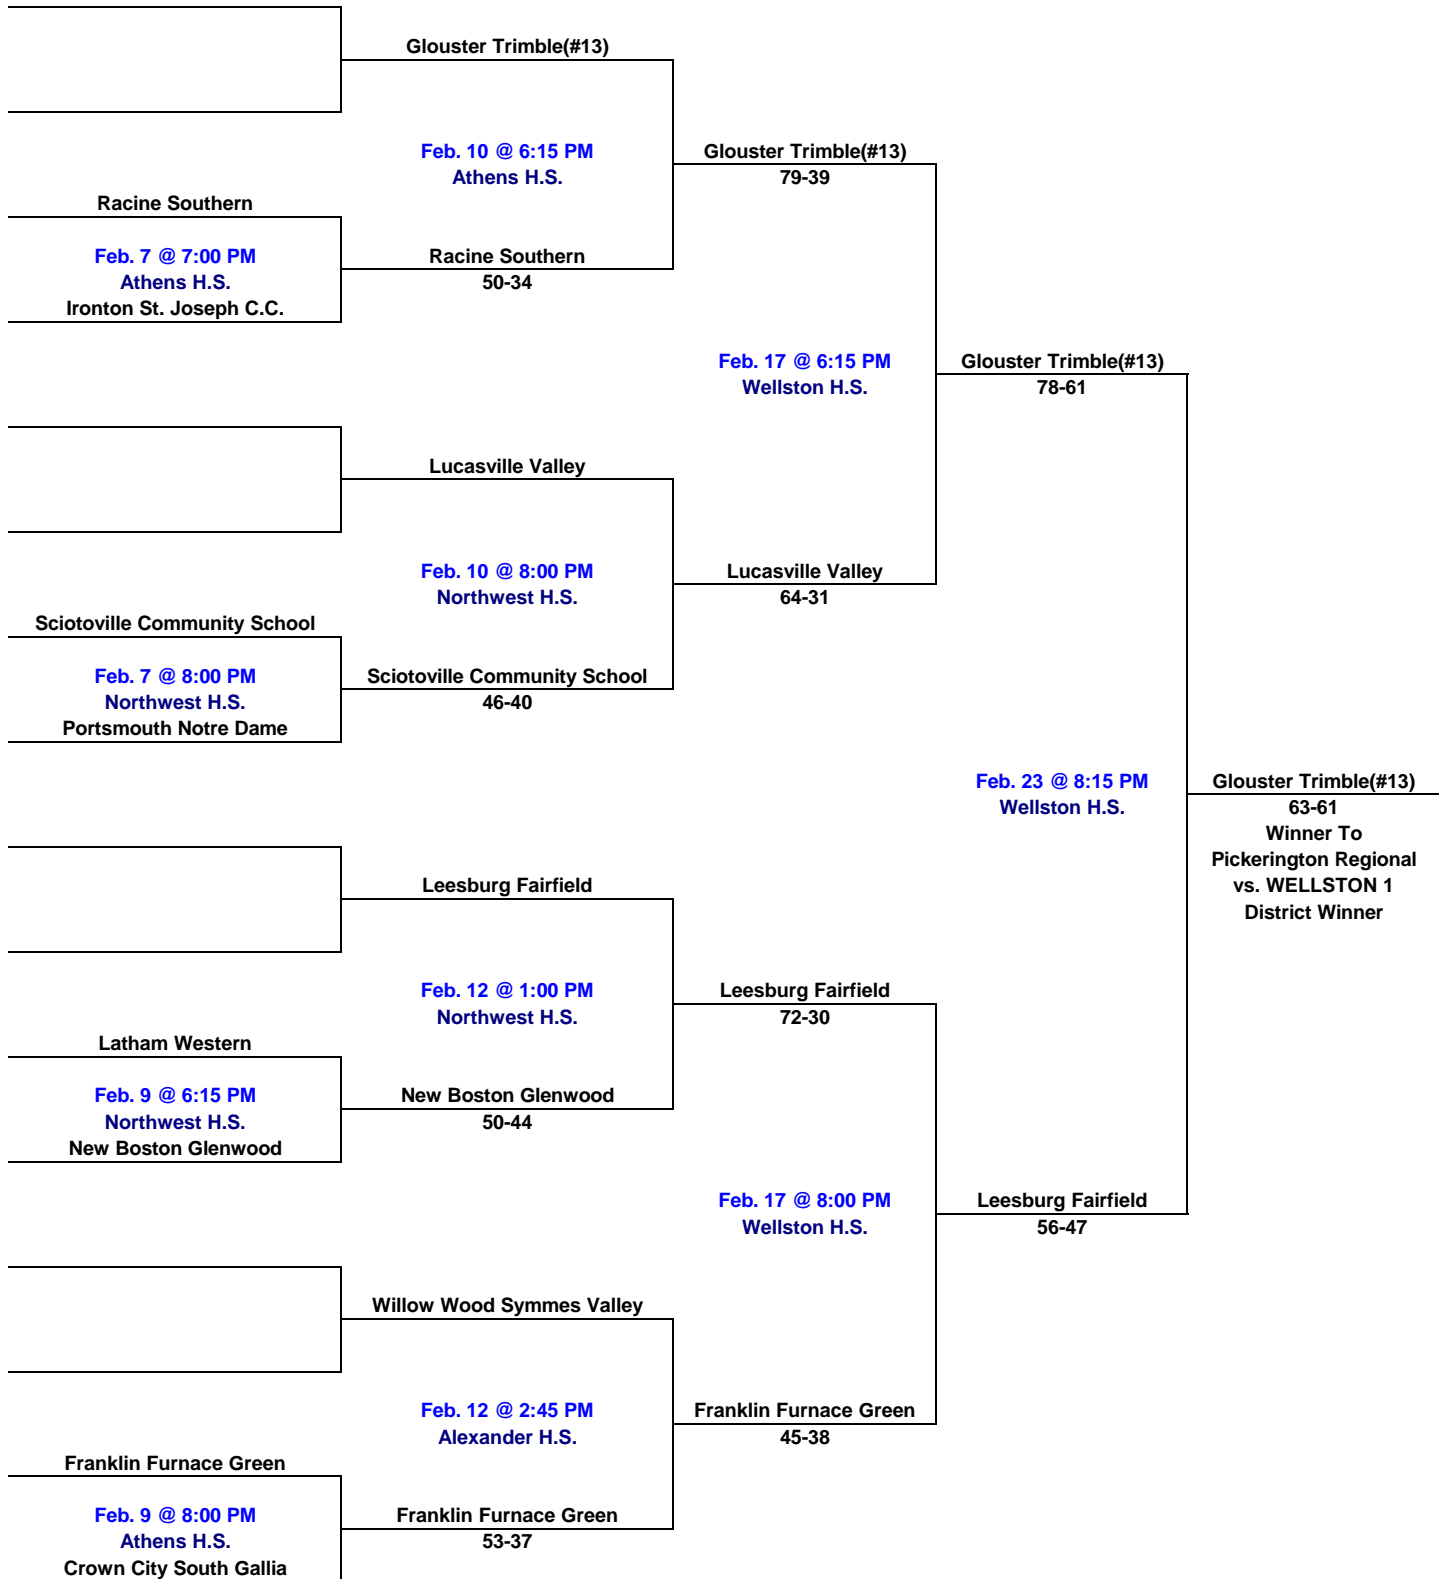 Glouster Trimble(#13)
Feb. 10 @ 6:15 PM
Athens H.S.
Glouster Trimble(#13)
79-39
Racine Southern
Feb. 7 @ 7:00 PM
Athens H.S.
Ironton St. Joseph C.C.
Racine Southern
50-34
Feb. 17 @ 6:15 PM
Wellston H.S.
Glouster Trimble(#13)
78-61
Lucasville Valley
Feb. 10 @ 8:00 PM
Northwest H.S.
Lucasville Valley
64-31
Sciotoville Community School
Feb. 7 @ 8:00 PM
Northwest H.S.
Portsmouth Notre Dame
Sciotoville Community School
46-40
Feb. 23 @ 8:15 PM
Wellston H.S.
Glouster Trimble(#13)
63-61
Winner To
Pickerington Regional
vs. WELLSTON 1
District Winner
Leesburg Fairfield
Feb. 12 @ 1:00 PM
Northwest H.S.
Leesburg Fairfield
72-30
Latham Western
Feb. 9 @ 6:15 PM
Northwest H.S.
New Boston Glenwood
New Boston Glenwood
50-44
Feb. 17 @ 8:00 PM
Wellston H.S.
Leesburg Fairfield
56-47
Willow Wood Symmes Valley
Feb. 12 @ 2:45 PM
Alexander H.S.
Franklin Furnace Green
45-38
Franklin Furnace Green
Feb. 9 @ 8:00 PM
Athens H.S.
Crown City South Gallia
Franklin Furnace Green
53-37